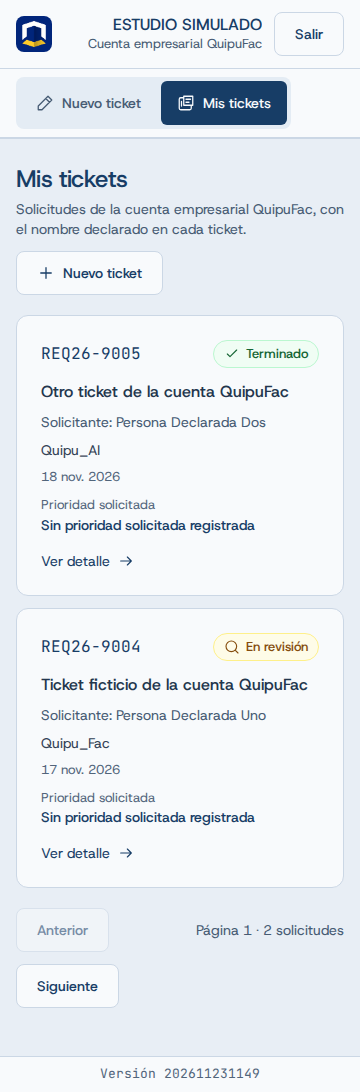 ESTUDIO SIMULADO
Cuenta empresarial QuipuFac
Salir
Nuevo ticket
Mis tickets
Mis tickets
Solicitudes de la cuenta empresarial QuipuFac, con
el nombre declarado en cada ticket.
Nuevo ticket
REQ26-9005
Terminado
Otro ticket de la cuenta QuipuFac
Solicitante: Persona Declarada Dos
Quipu_AI
18 nov. 2026
Prioridad solicitada
Sin prioridad solicitada registrada
Ver detalle
REQ26-9004
En revisión
Ticket ficticio de la cuenta QuipuFac
Solicitante: Persona Declarada Uno
Quipu_Fac
17 nov. 2026
Prioridad solicitada
Sin prioridad solicitada registrada
Ver detalle
Anterior
Página 1 · 2 solicitudes
Siguiente
Versión 202611231149